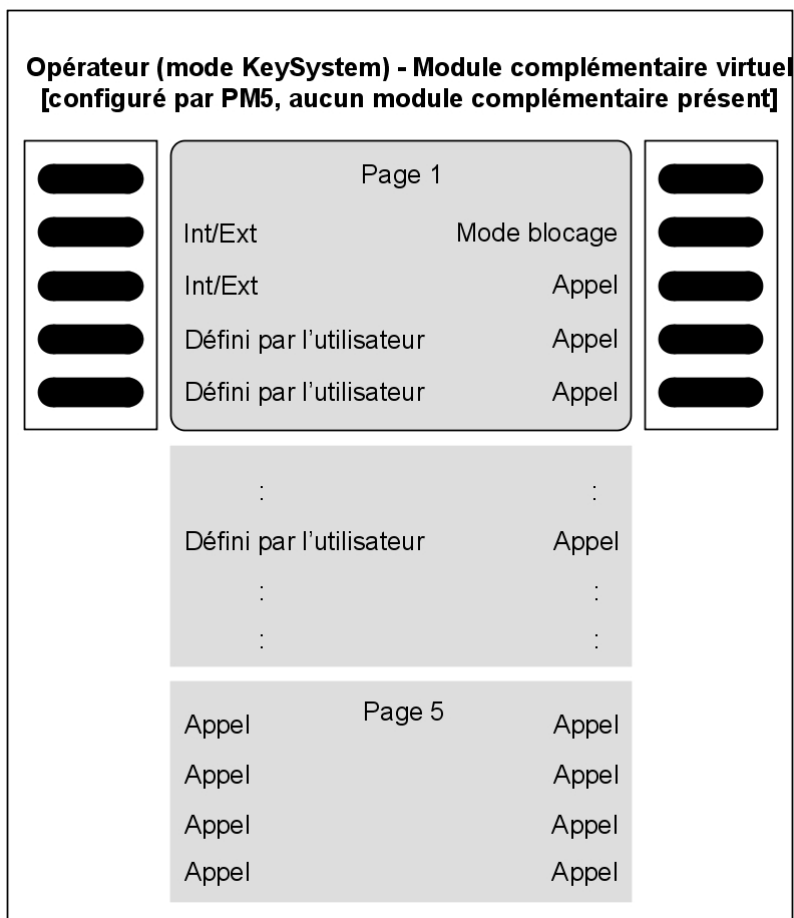 Opérateur (mode KeySystem) - Module complémentaire virtuel
[configuré par PM5, aucun module complémentaire présent]
Page 1
Int/Ext Mode blocage
Int/Ext Appel
Défini par l’utilisateur Appel
Défini par l’utilisateur Appel
: :
Défini par l’utilisateur Appel
: :
: :
Page 5
Appel Appel
Appel Appel
Appel Appel
Appel Appel